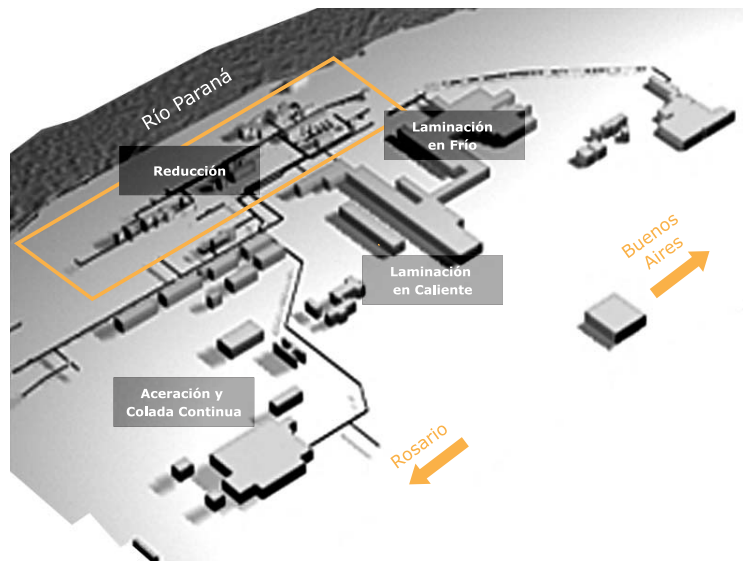 Río Paraná
Laminación
en Frío
Reducción
Buenos
Aires
Laminación
en Caliente
Aceración y
Colada Continua
Rosario